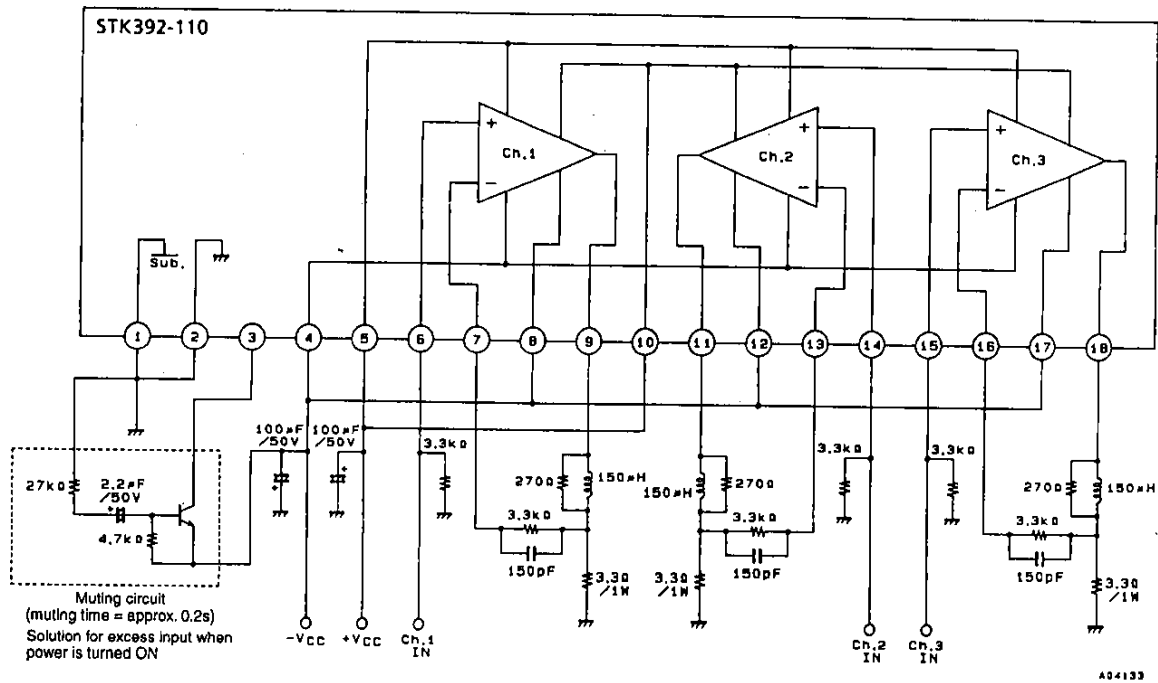 STK392-110
+ Ch.1 −
+ Ch.2 −
+ Ch.3 −
Sub.
1 2 3 4 5 6 7 8 9 10 11 12 13 14 15 16 17 18
100μF
/50V
100μF
/50V
3.3kΩ
3.3kΩ
3.3kΩ
27kΩ
2.2μF
/50V
+
4.7kΩ
+
+
270Ω
150μH
150μH
270Ω
270Ω
150μH
3.3kΩ
150pF
3.3kΩ
150pF
3.3kΩ
150pF
3.3Ω
/1W
3.3Ω
/1W
3.3Ω
/1W
Muting circuit
(muting time = approx. 0.2s)
Solution for excess input when
power is turned ON
-VCC
+VCC
Ch.1
IN
Ch.2
IN
Ch.3
IN
A04133